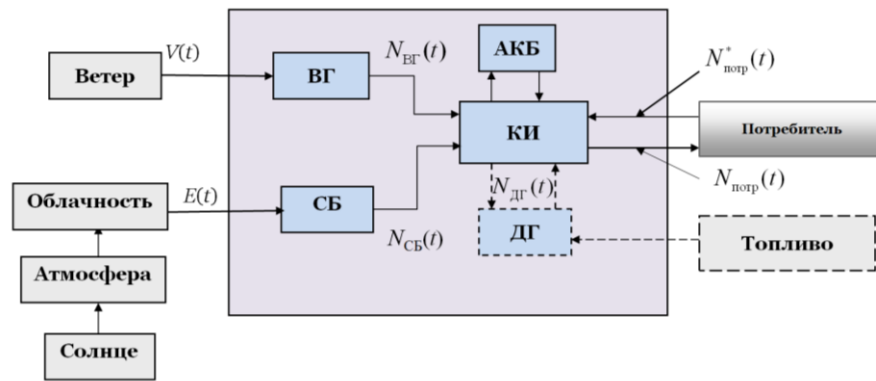 V(t)
N_ВГ(t)
АКБ
N*_потр(t)
Ветер
ВГ
КИ
Потребитель
Облачность
E(t)
СБ
N_ДГ(t)
N_потр(t)
N_СБ(t)
ДГ
Топливо
Атмосфера
Солнце